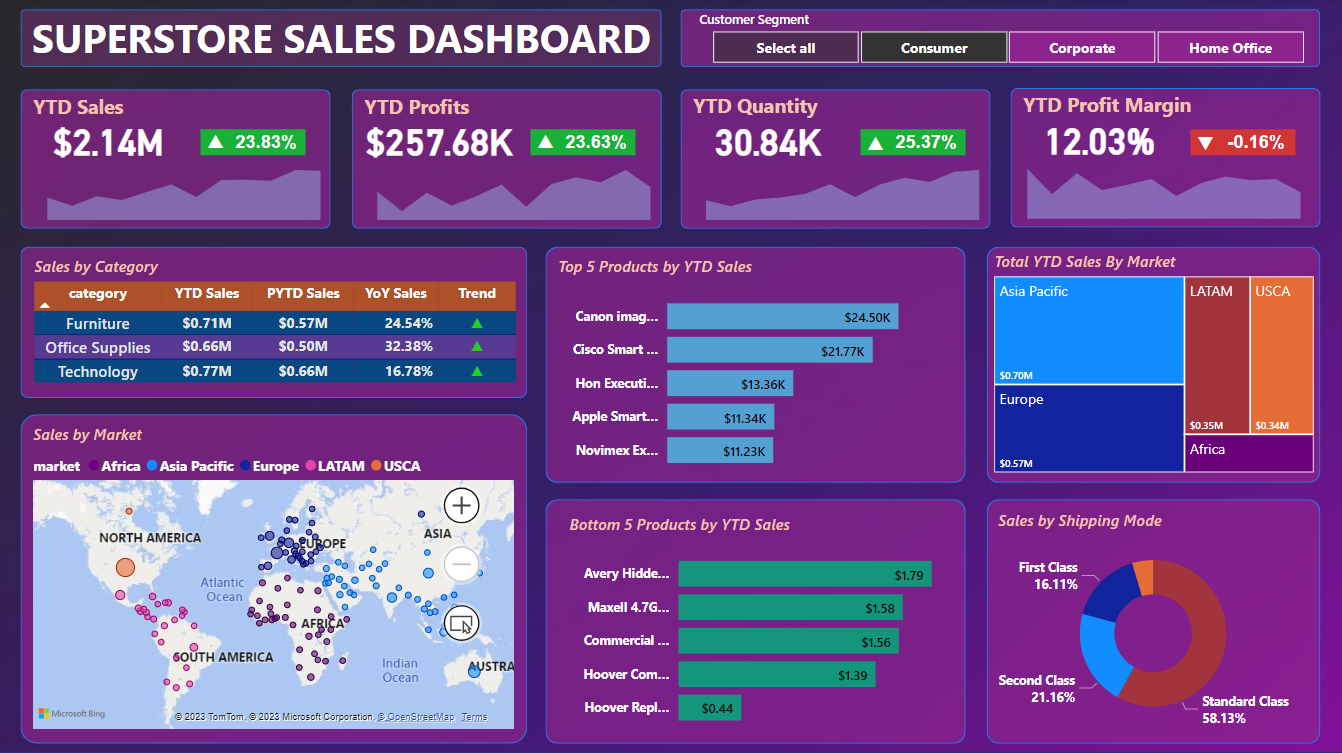 SUPERSTORE SALES DASHBOARD
Customer Segment
Select all
Consumer
Corporate
Home Office
YTD Sales
$2.14M
23.83%
YTD Profits
$257.68K
23.63%
YTD Quantity
30.84K
25.37%
YTD Profit Margin
12.03%
-0.16%
Sales by Category
category YTD Sales PYTD Sales YoY Sales Trend
Furniture $0.71M $0.57M 24.54%
Office Supplies $0.66M $0.50M 32.38%
Technology $0.77M $0.66M 16.78%
Top 5 Products by YTD Sales
Canon imag... $24.50K
Cisco Smart ... $21.77K
Hon Executi... $13.36K
Apple Smart... $11.34K
Novimex Ex... $11.23K
Total YTD Sales By Market
Asia Pacific
$0.70M
Europe
$0.57M
LATAM
$0.35M
USCA
$0.34M
Africa
Sales by Market
market Africa Asia Pacific Europe LATAM USCA
NORTH AMERICA
ASIA
EUROPE
Atlantic
Ocean
AFRICA
SOUTH AMERICA
Indian
Ocean
AUSTRA
Microsoft Bing
© 2023 TomTom, © 2023 Microsoft Corporation, © OpenStreetMap Terms
Bottom 5 Products by YTD Sales
Avery Hidde... $1.79
Maxell 4.7G... $1.58
Commercial ... $1.56
Hoover Com... $1.39
Hoover Repl... $0.44
Sales by Shipping Mode
First Class
16.11%
Second Class
21.16%
Standard Class
58.13%